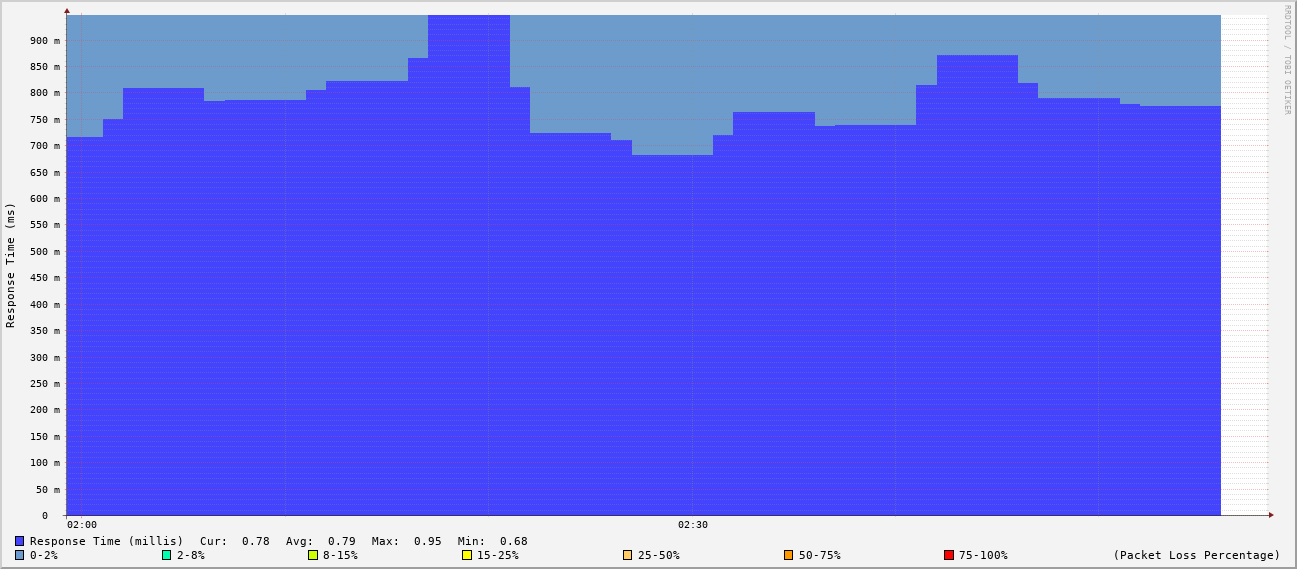 RRDTOOL / TOBI OETIKER
Response Time (ms)
900 m
850 m
800 m
750 m
700 m
650 m
600 m
550 m
500 m
450 m
400 m
350 m
300 m
250 m
200 m
150 m
100 m
50 m
0
02:00 02:30
Response Time (millis) Cur: 0.78 Avg: 0.79 Max: 0.95 Min: 0.68
0-2% 2-8% 8-15% 15-25% 25-50% 50-75% 75-100% (Packet Loss Percentage)